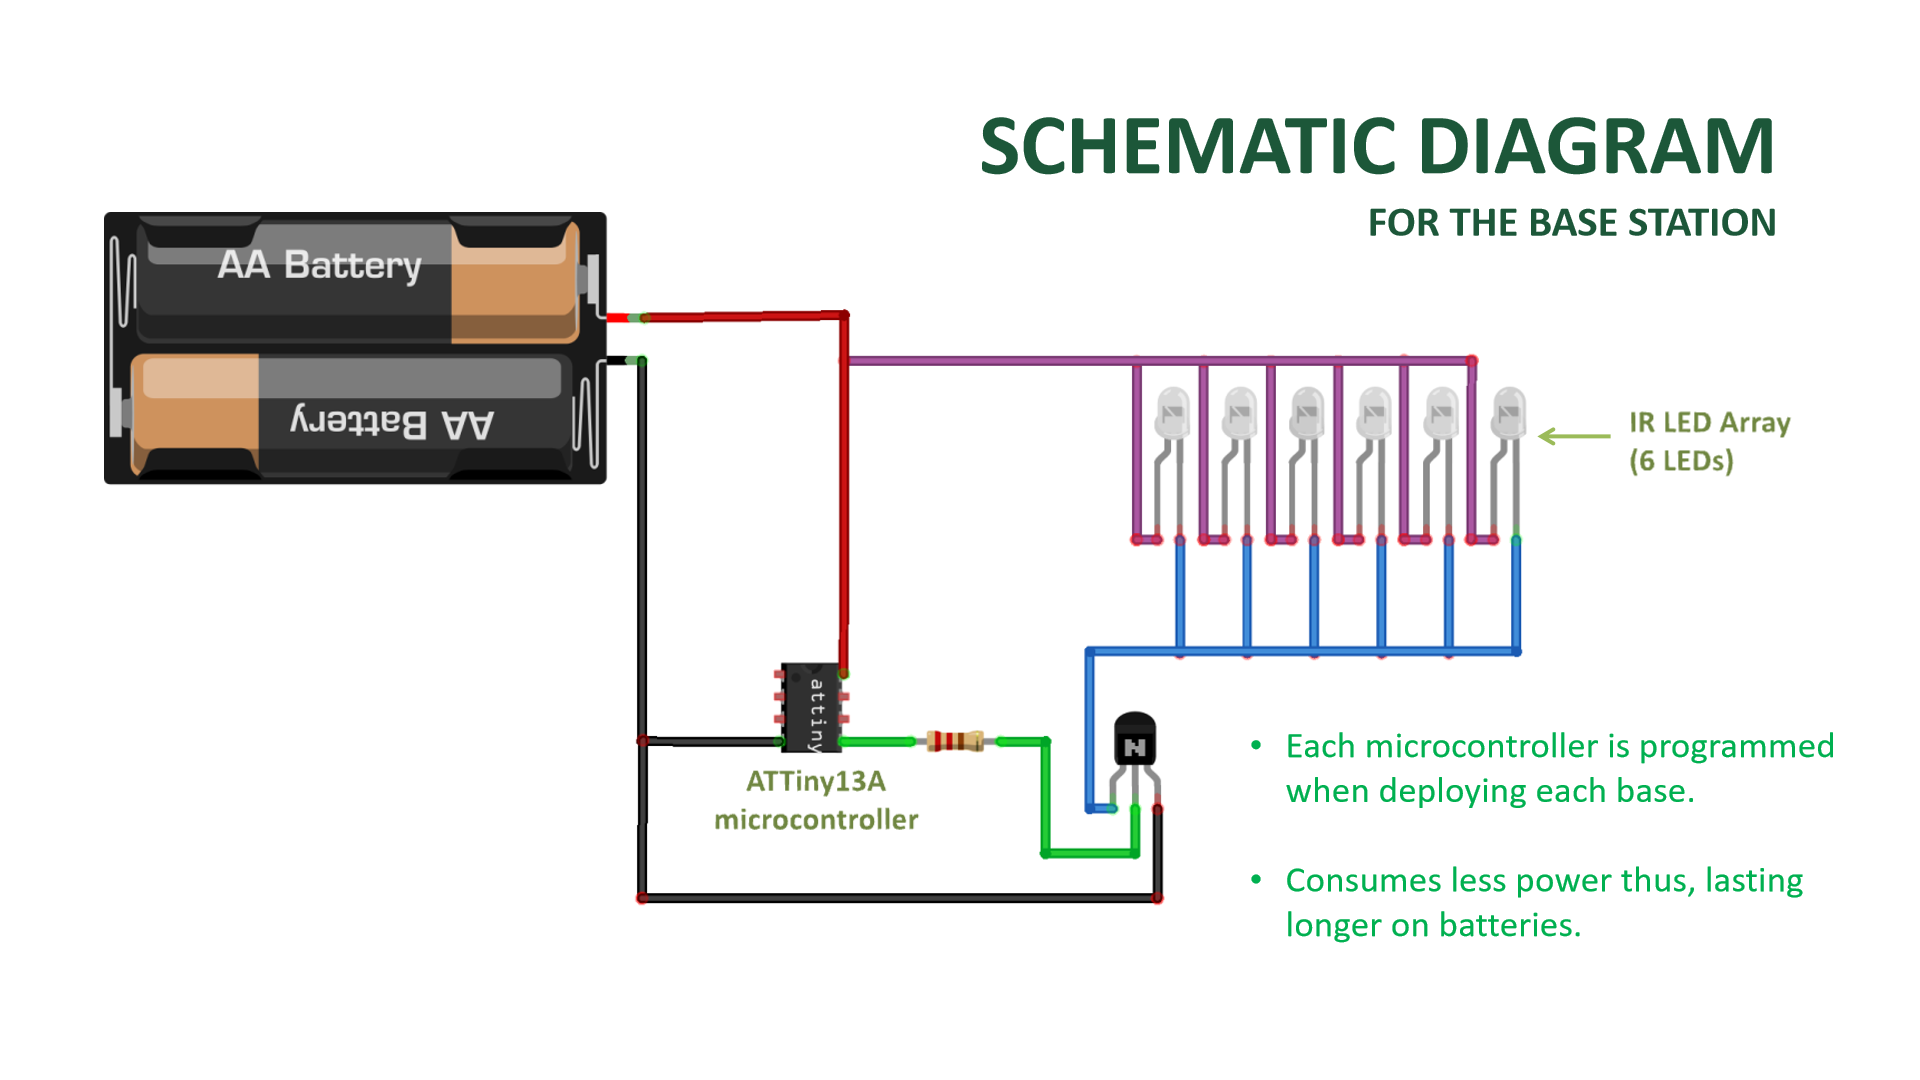 SCHEMATIC DIAGRAM
FOR THE BASE STATION
AA Battery
AA Battery
IR LED Array
(6 LEDs)
attiny
N
ATTiny13A
microcontroller
• Each microcontroller is programmed
when deploying each base.
• Consumes less power thus, lasting
longer on batteries.